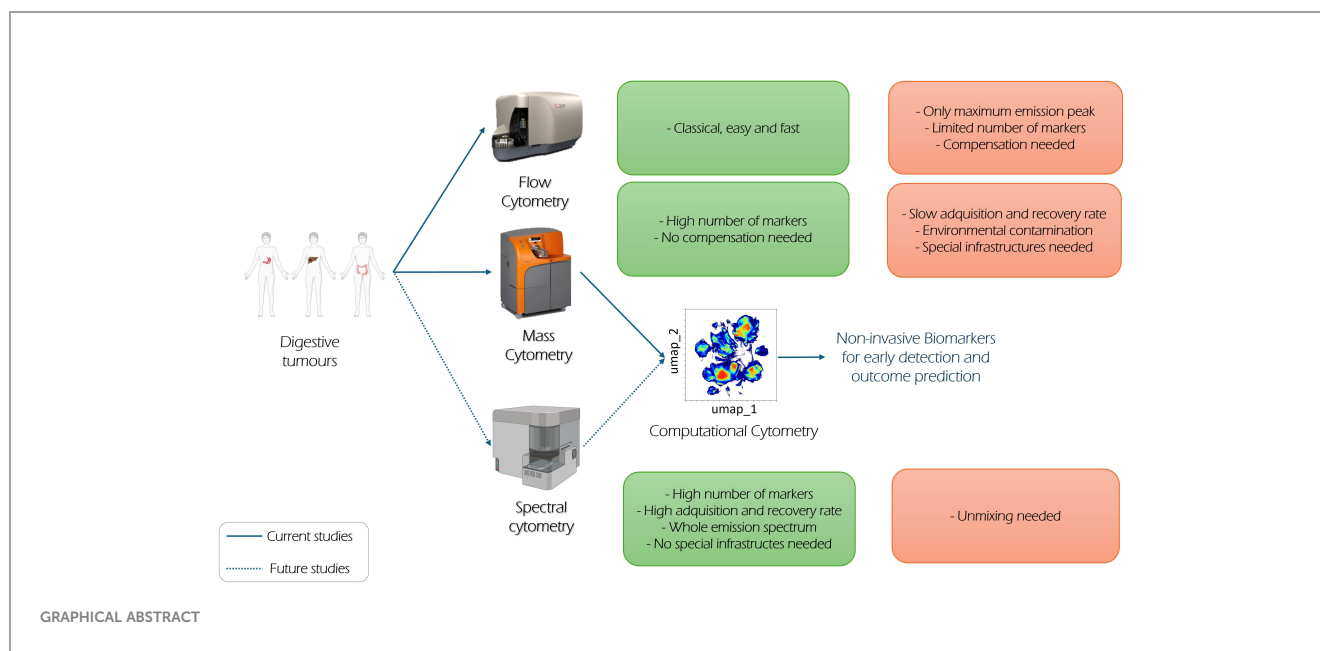 - Classical, easy and fast
- Only maximum emission peak
- Limited number of markers
- Compensation needed
Flow
Cytometry
- High number of markers
- No compensation needed
- Slow adquisition and recovery rate
- Environmental contamination
- Special infrastructures needed
Digestive
tumours
Mass
Cytometry
umap_2
umap_1
Computational Cytometry
Non-invasive Biomarkers
for early detection and
outcome prediction
Spectral
cytometry
- High number of markers
- High adquisition and recovery rate
- Whole emission spectrum
- No special infrastructes needed
- Unmixing needed
Current studies
Future studies
GRAPHICAL ABSTRACT